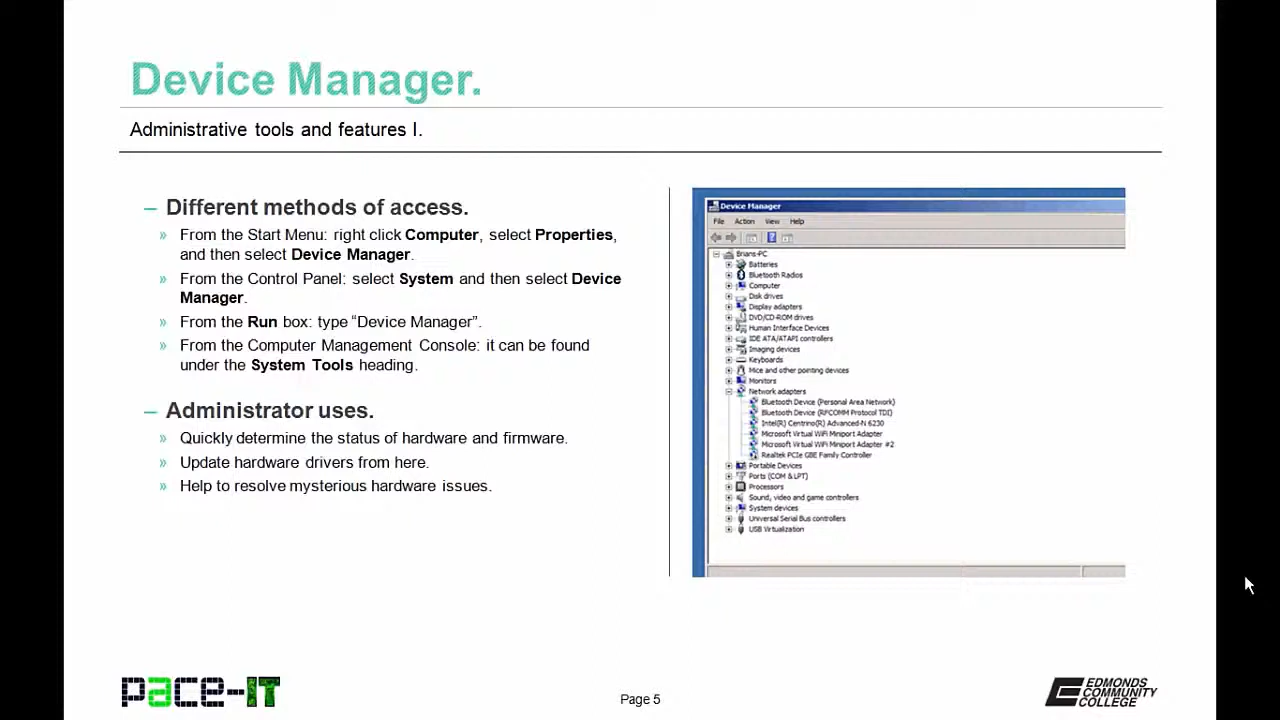 Device Manager.
Administrative tools and features I.
– Different methods of access.
» From the Start Menu: right click Computer, select Properties,
and then select Device Manager.
» From the Control Panel: select System and then select Device
Manager.
» From the Run box: type “Device Manager”.
» From the Computer Management Console: it can be found
under the System Tools heading.
– Administrator uses.
» Quickly determine the status of hardware and firmware.
» Update hardware drivers from here.
» Help to resolve mysterious hardware issues.
Device Manager
File Action View Help
Brians-PC
Batteries
Bluetooth Radios
Computer
Disk drives
Display adapters
DVD/CD-ROM drives
Human Interface Devices
IDE ATA/ATAPI controllers
Imaging devices
Keyboards
Mice and other pointing devices
Monitors
Network adapters
Bluetooth Device (Personal Area Network)
Bluetooth Device (RFCOMM Protocol TDI)
Intel(R) Centrino(R) Advanced-N 6230
Microsoft Virtual WiFi Miniport Adapter
Microsoft Virtual WiFi Miniport Adapter #2
Realtek PCIe GBE Family Controller
Portable Devices
Ports (COM & LPT)
Processors
Sound, video and game controllers
System devices
Universal Serial Bus controllers
USB Virtualization
pace-IT
Page 5
EDMONDS
COMMUNITY
COLLEGE